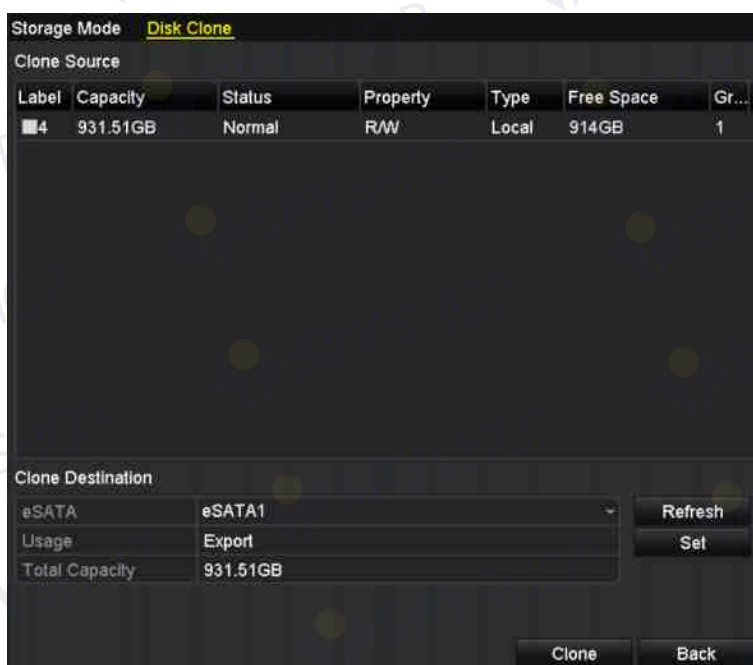 Storage Mode Disk Clone
Clone Source
Label Capacity Status Property Type Free Space Gr...
4 931.51GB Normal R/W Local 914GB 1
Clone Destination
eSATA eSATA1 Refresh
Usage Export Set
Total Capacity 931.51GB
Clone Back